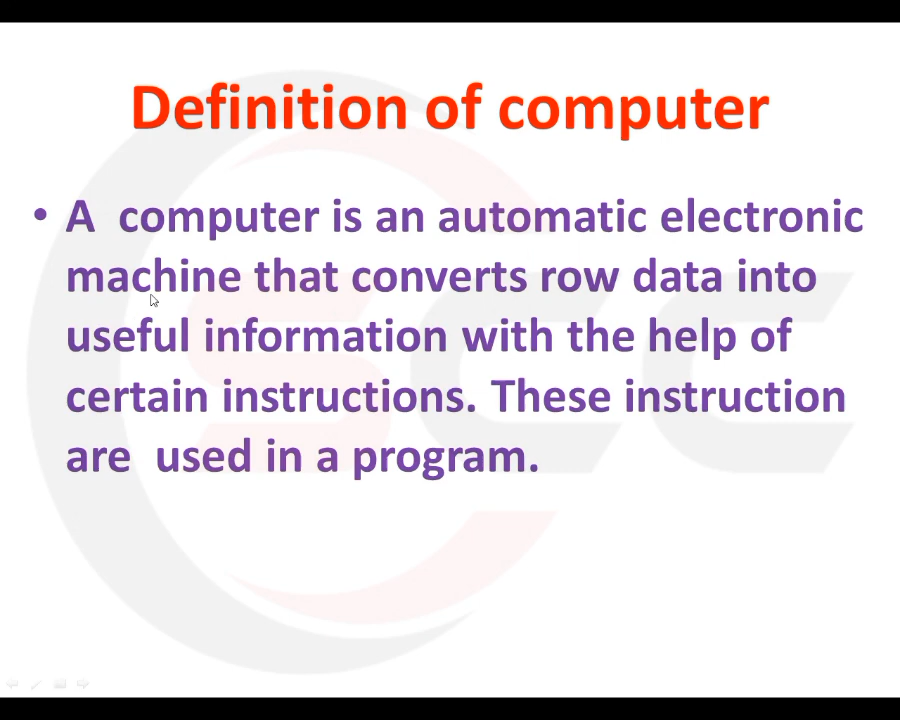 Definition of computer
• A  computer is an automatic electronic
machine that converts row data into
useful information with the help of
certain instructions. These instruction
are  used in a program.
SCC